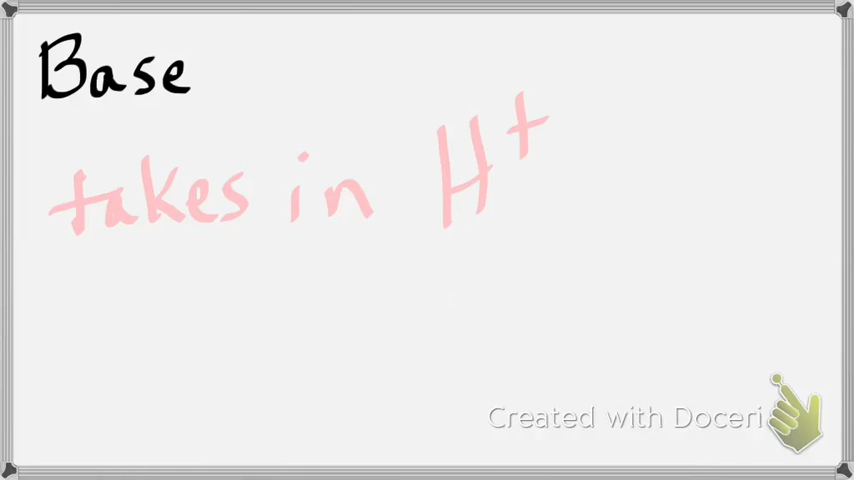 Base
takes in H⁺
Created with Doceri